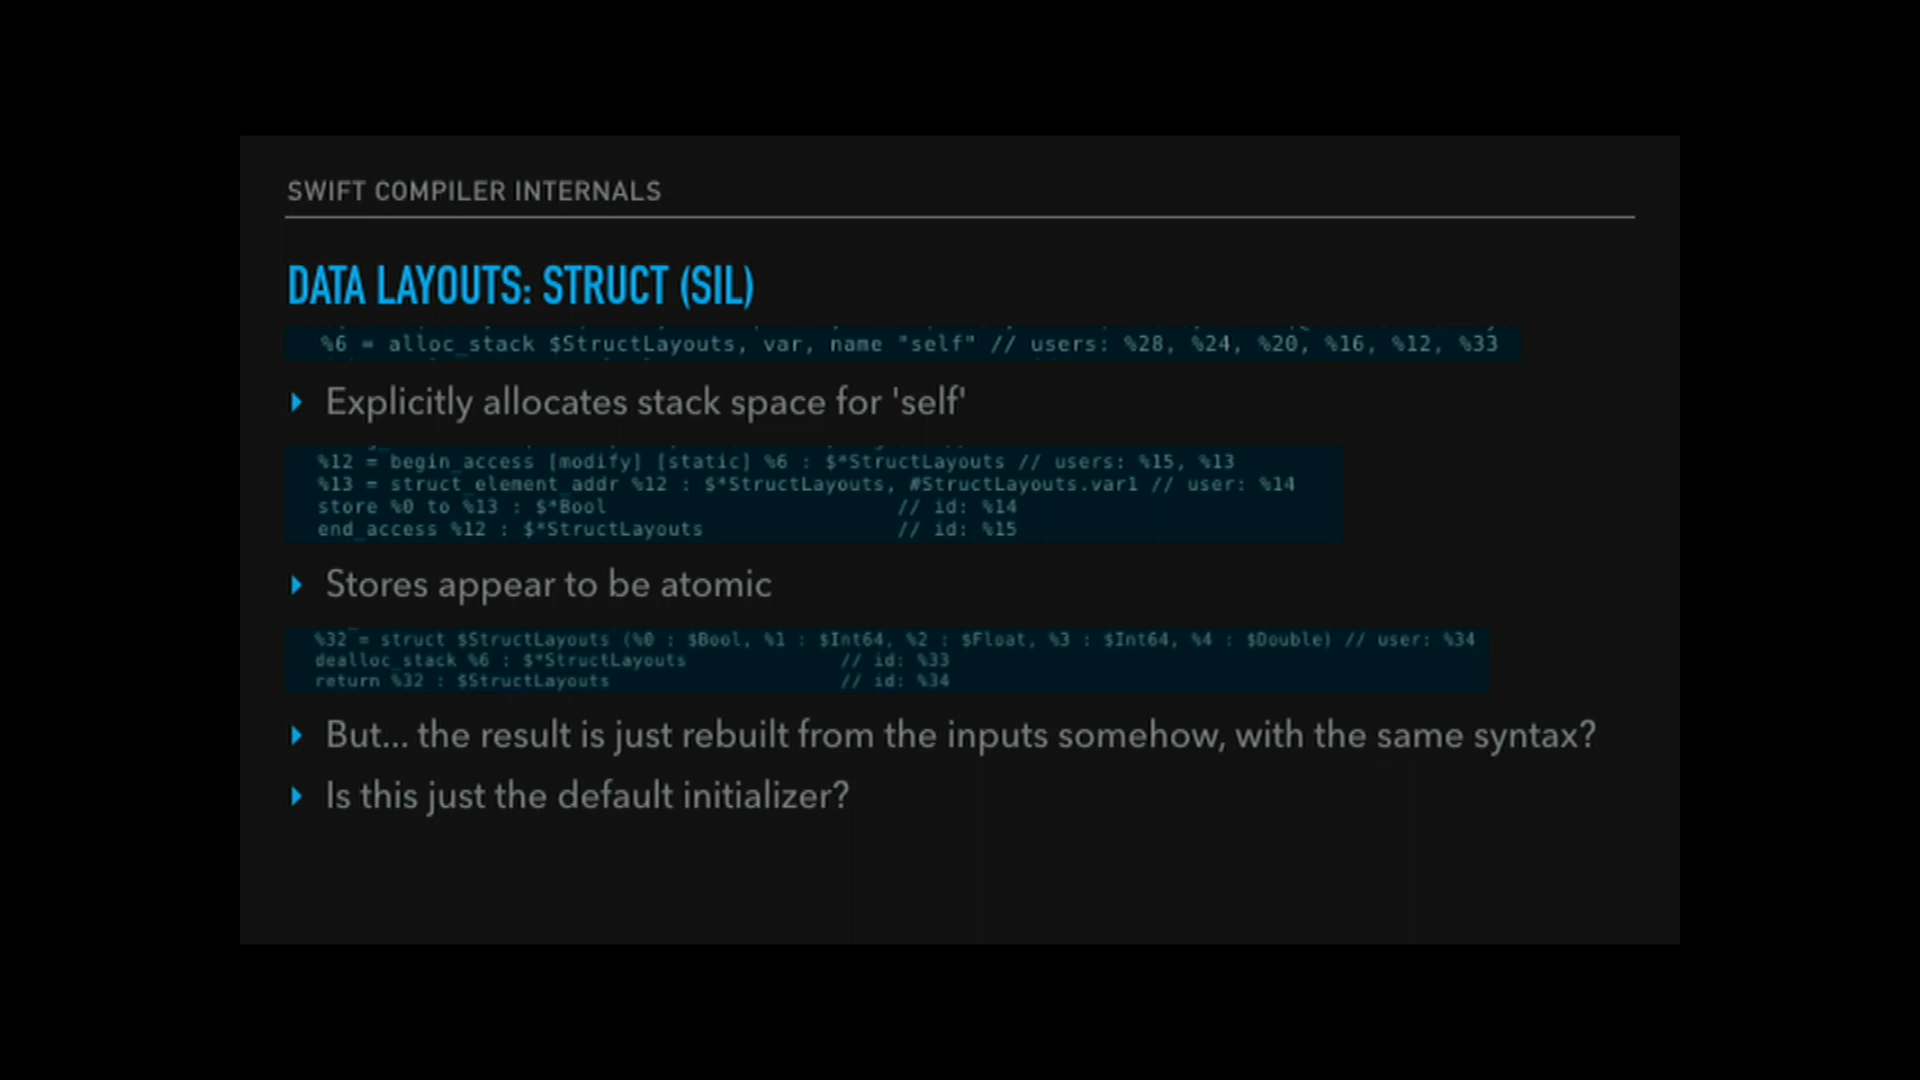 SWIFT COMPILER INTERNALS
DATA LAYOUTS: STRUCT (SIL)
%6 = alloc_stack $StructLayouts, var, name "self" // users: %28, %24, %20, %16, %12, %33
Explicitly allocates stack space for 'self'
%12 = begin_access [modify] [static] %6 : $*StructLayouts // users: %15, %13
%13 = struct_element_addr %12 : $*StructLayouts, #StructLayouts.var1 // user: %14
store %0 to %13 : $*Bool // id: %14
end_access %12 : $*StructLayouts // id: %15
Stores appear to be atomic
%32 = struct $StructLayouts (%0 : $Bool, %1 : $Int64, %2 : $Float, %3 : $Int64, %4 : $Double) // user: %34
dealloc_stack %6 : $*StructLayouts // id: %33
return %32 : $StructLayouts // id: %34
But... the result is just rebuilt from the inputs somehow, with the same syntax?
Is this just the default initializer?